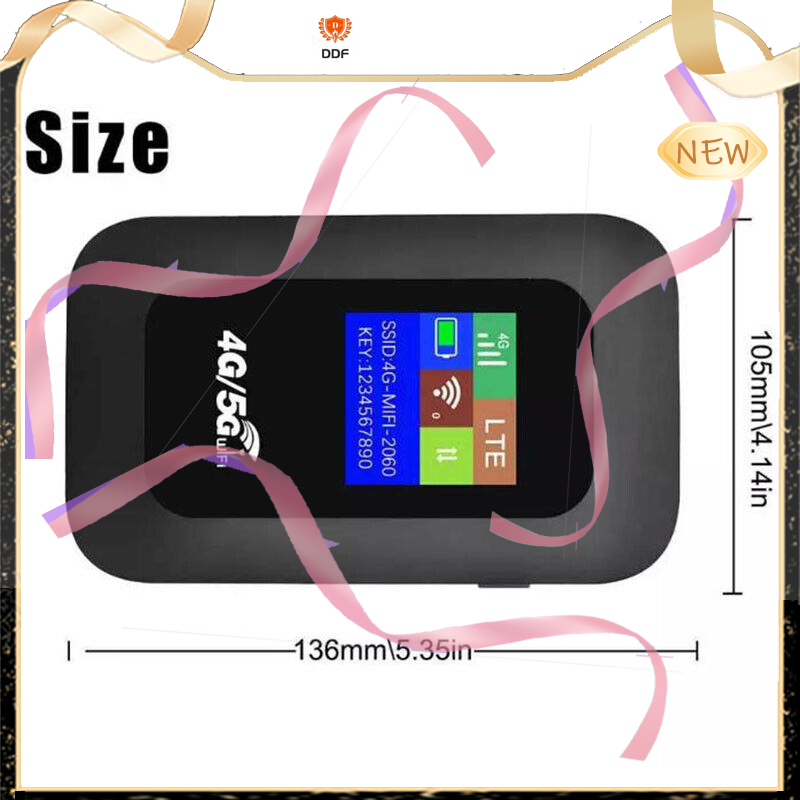 DDF
NEW
Size
4G/5G
WIFI
SSID:4G-MIFI-2060
KEY:1234567890
4G
0
LTE
105mm\4.14in
136mm\5.35in